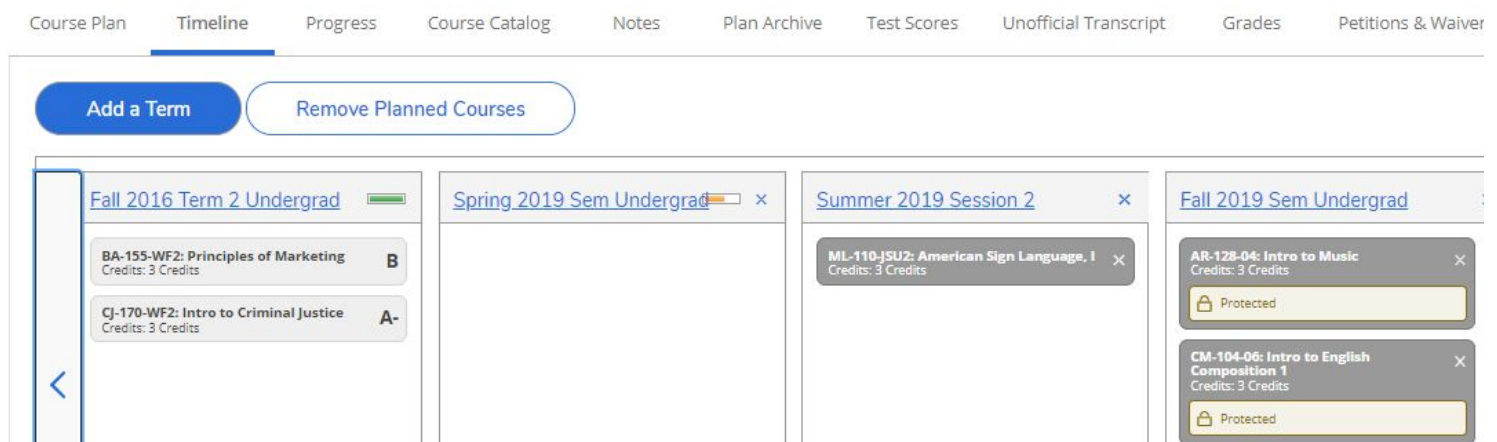 Course Plan Timeline Progress Course Catalog Notes Plan Archive Test Scores Unofficial Transcript Grades Petitions & Waiver
Add a Term Remove Planned Courses
Fall 2016 Term 2 Undergrad
BA-155-WF2: Principles of Marketing B
Credits: 3 Credits
CJ-170-WF2: Intro to Criminal Justice A-
Credits: 3 Credits
Spring 2019 Sem Undergrad
Summer 2019 Session 2
ML-110-JSU2: American Sign Language, I
Credits: 3 Credits
Fall 2019 Sem Undergrad
AR-128-04: Intro to Music
Credits: 3 Credits
Protected
CM-104-06: Intro to English
Composition 1
Credits: 3 Credits
Protected